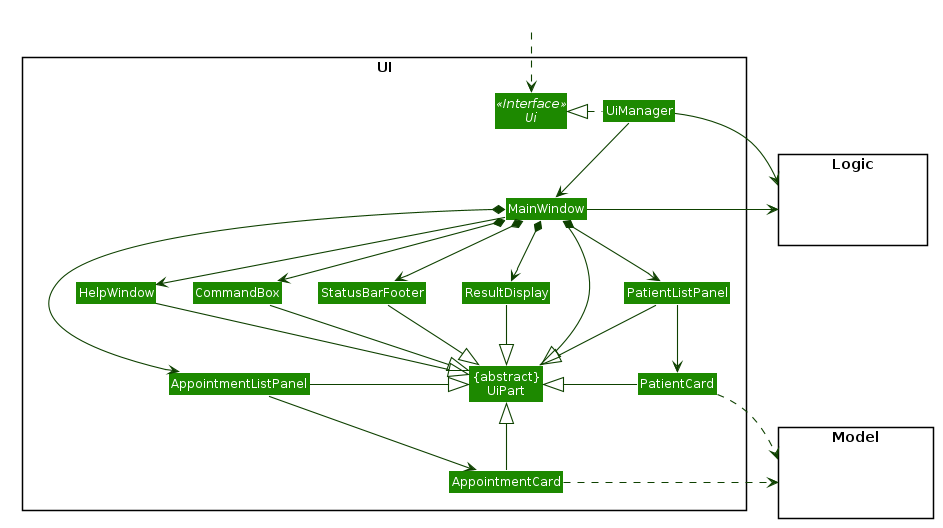 UI
«Interface»
Ui
UiManager
Logic
MainWindow
HelpWindow
CommandBox
StatusBarFooter
ResultDisplay
PatientListPanel
AppointmentListPanel
{abstract}
UiPart
PatientCard
Model
AppointmentCard